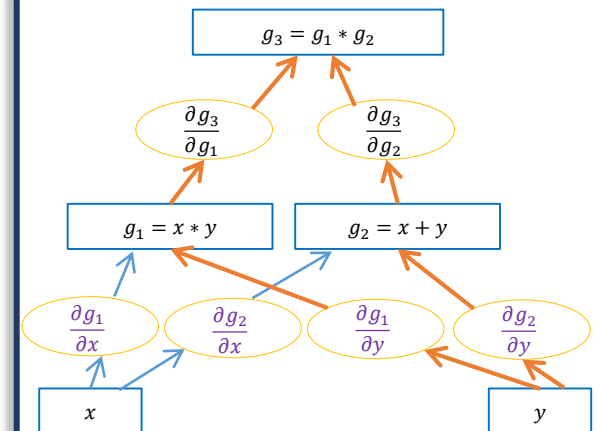 g₃ = g₁ * g₂
∂g₃/∂g₁ ∂g₃/∂g₂
g₁ = x * y g₂ = x + y
∂g₁/∂x ∂g₂/∂x ∂g₁/∂y ∂g₂/∂y
x y